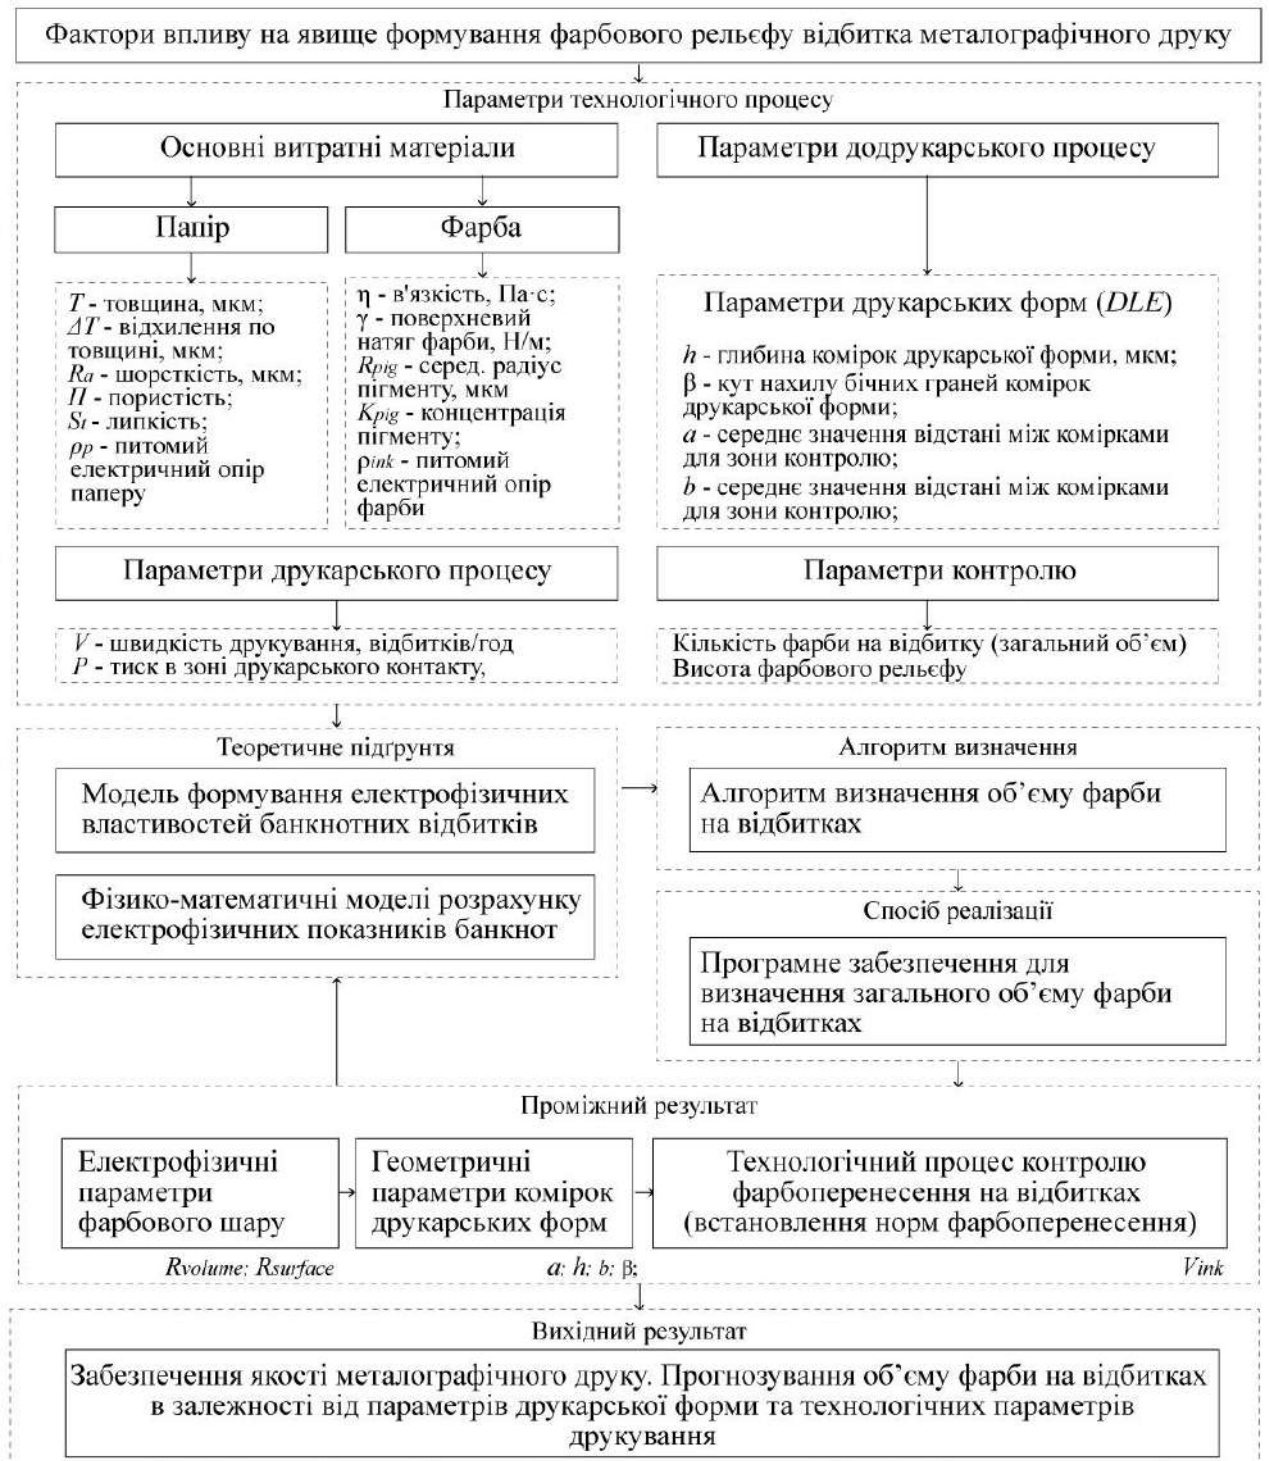 Фактори впливу на явище формування фарбового рельєфу відбитка металографічного друку
Параметри технологічного процесу
Основні витратні матеріали
Параметри додрукарського процесу
Папір
Фарба
T - товщина, мкм;
ΔT - відхилення по
товщині, мкм;
Ra - шорсткість, мкм;
П - пористість;
St - липкість;
ρp - питомий
електричний опір
паперу
η - в'язкість, Па·с;
γ - поверхневий
натяг фарби, Н/м;
Rpig - серед. радіус
пігменту, мкм
Kpig - концентрація
пігменту;
ρink - питомий
електричний опір
фарби
Параметри друкарських форм (DLE)
h - глибина комірок друкарської форми, мкм;
β - кут нахилу бічних граней комірок
друкарської форми;
a - середнє значення відстані між комірками
для зони контролю;
b - середнє значення відстані між комірками
для зони контролю;
Параметри друкарського процесу
Параметри контролю
V - швидкість друкування, відбитків/год
P - тиск в зоні друкарського контакту,
Кількість фарби на відбитку (загальний об’єм)
Висота фарбового рельєфу
Теоретичне підґрунтя
Модель формування електрофізичних
властивостей банкнотних відбитків
Фізико-математичні моделі розрахунку
електрофізичних показників банкнот
Алгоритм визначення
Алгоритм визначення об’єму фарби
на відбитках
Спосіб реалізації
Програмне забезпечення для
визначення загального об’єму фарби
на відбитках
Проміжний результат
Електрофізичні
параметри
фарбового шару
Геометричні
параметри комірок
друкарських форм
Технологічний процес контролю
фарбоперенесення на відбитках
(встановлення норм фарбоперенесення)
Rvolume; Rsurface
a; h; b; β;
Vink
Вихідний результат
Забезпечення якості металографічного друку. Прогнозування об’єму фарби на відбитках
в залежності від параметрів друкарської форми та технологічних параметрів
друкування